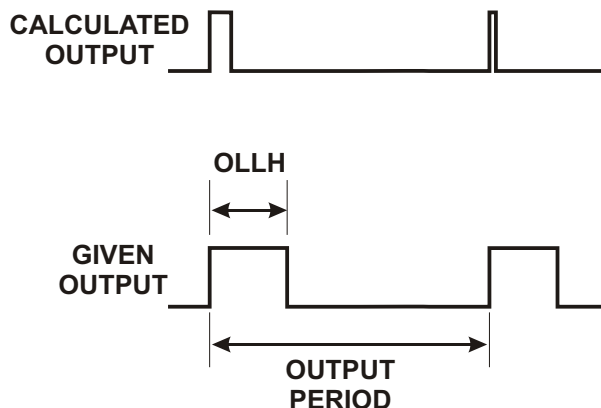 CALCULATED
OUTPUT
OLLH
GIVEN
OUTPUT
OUTPUT
PERIOD